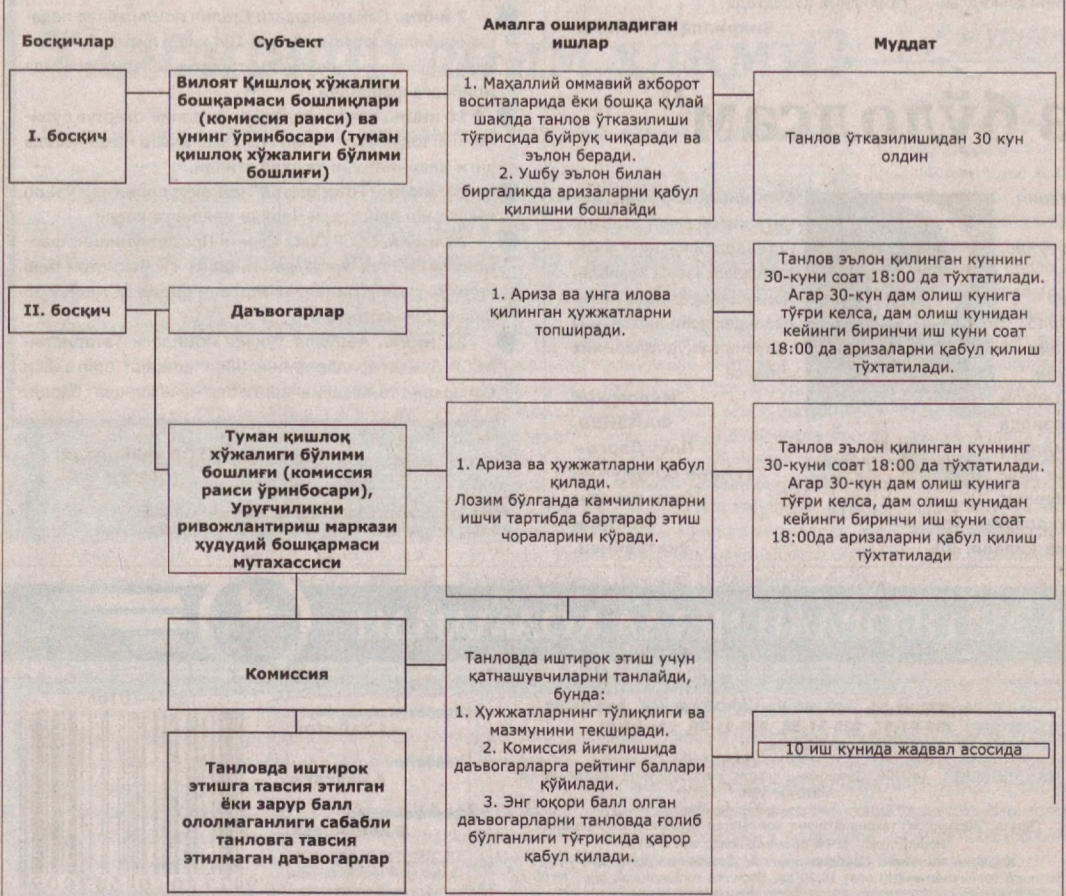 Босқичлар
Субъект
Амалга ошириладиган
ишлар
Муддат
I. босқич
Вилоят Қишлоқ хўжалиги
бошқармаси бошлиқлари
(комиссия раиси) ва
унинг ўринбосари (туман
қишлоқ хўжалиги бўлими
бошлиғи)
1. Маҳаллий оммавий ахборот
воситаларида ёки бошқа қулай
шаклда танлов ўтказилиши
тўғрисида буйруқ чиқаради ва
эълон беради.
2. Ушбу эълон билан
биргаликда аризаларни қабул
қилишни бошлайди
Танлов ўтказилишидан 30 кун
олдин
II. босқич
Даъвогарлар
1. Ариза ва унга илова
қилинган ҳужжатларни
топширади.
Танлов эълон қилинган куннинг
30-куни соат 18:00 да тўхтатилади.
Агар 30-кун дам олиш кунига
тўғри келса, дам олиш кунидан
кейинги биринчи иш куни соат
18:00 да аризаларни қабул қилиш
тўхтатилади.
Туман қишлоқ
хўжалиги бўлими
бошлиғи (комиссия
раиси ўринбосари),
Уруғчиликни
ривожлантириш маркази
ҳудудий бошқармаси
мутахассиси
1. Ариза ва ҳужжатларни қабул
қилади.
Лозим бўлганда камчиликларни
ишчи тартибда бартараф этиш
чораларини кўради.
Танлов эълон қилинган куннинг
30-куни соат 18:00 да тўхтатилади.
Агар 30-кун дам олиш кунига
тўғри келса, дам олиш кунидан
кейинги биринчи иш куни соат
18:00да аризаларни қабул қилиш
тўхтатилади
Комиссия
Танловда иштирок этиш учун
қатнашувчиларни танлайди,
бунда:
1. Ҳужжатларнинг тўлиқлиги ва
мазмунини текширади.
2. Комиссия йиғилишида
даъвогарларга рейтинг баллари
қўйилади.
3. Энг юқори балл олган
даъвогарларни танловда ғолиб
бўлганлиги тўғрисида қарор
қабул қилади.
10 иш кунида жадвал асосида
Танловда иштирок
этишга тавсия этилган
ёки зарур балл
ололмаганлиги сабабли
танловга тавсия
этилмаган даъвогарлар